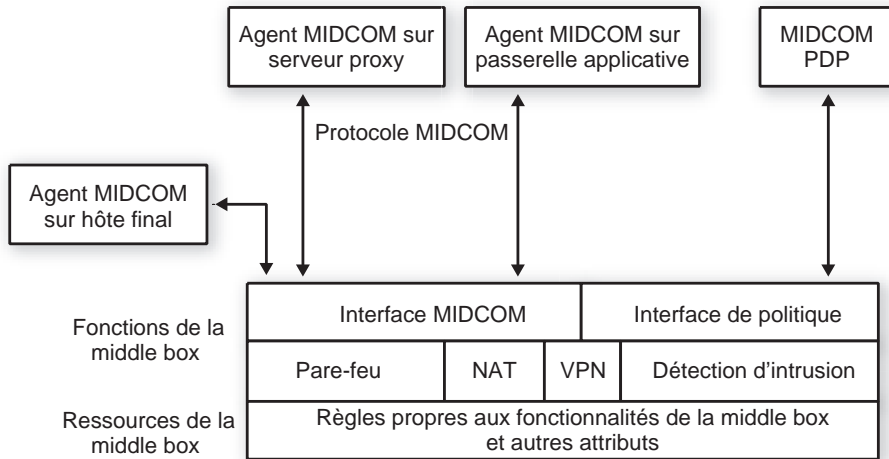 Agent MIDCOM sur
serveur proxy
Agent MIDCOM sur
passerelle applicative
MIDCOM
PDP
Protocole MIDCOM
Agent MIDCOM
sur hôte final
Fonctions de la
middle box
Interface MIDCOM
Interface de politique
Pare-feu
NAT
VPN
Détection d'intrusion
Ressources de la
middle box
Règles propres aux fonctionnalités de la middle box
et autres attributs